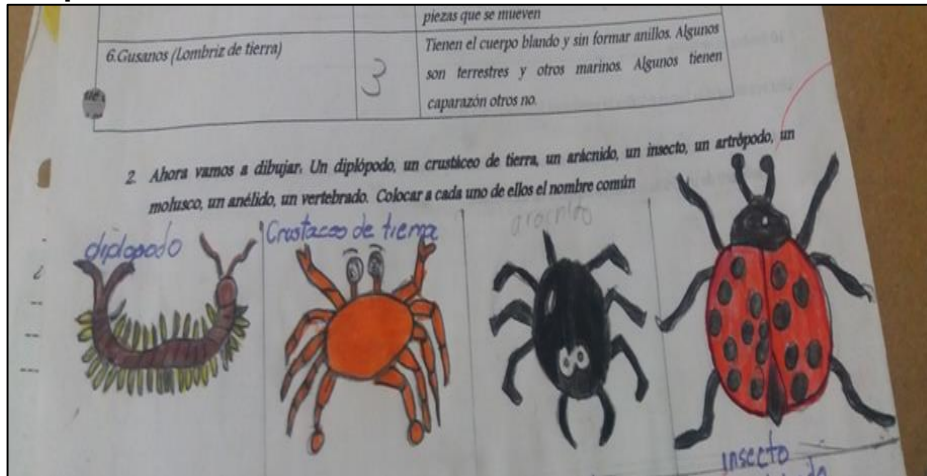 piezas que se mueven
6.Gusanos (Lombriz de tierra)
3
Tienen el cuerpo blando y sin formar anillos. Algunos
son terrestres y otros marinos. Algunos tienen
caparazón otros no.
2. Ahora vamos a dibujar. Un diplópodo, un crustáceo de tierra, un arácnido, un insecto, un artrópodo, un
molusco, un anélido, un vertebrado. Colocar a cada uno de ellos el nombre común
diplopodo
Crustaceo de tierra
aracnido
insecto